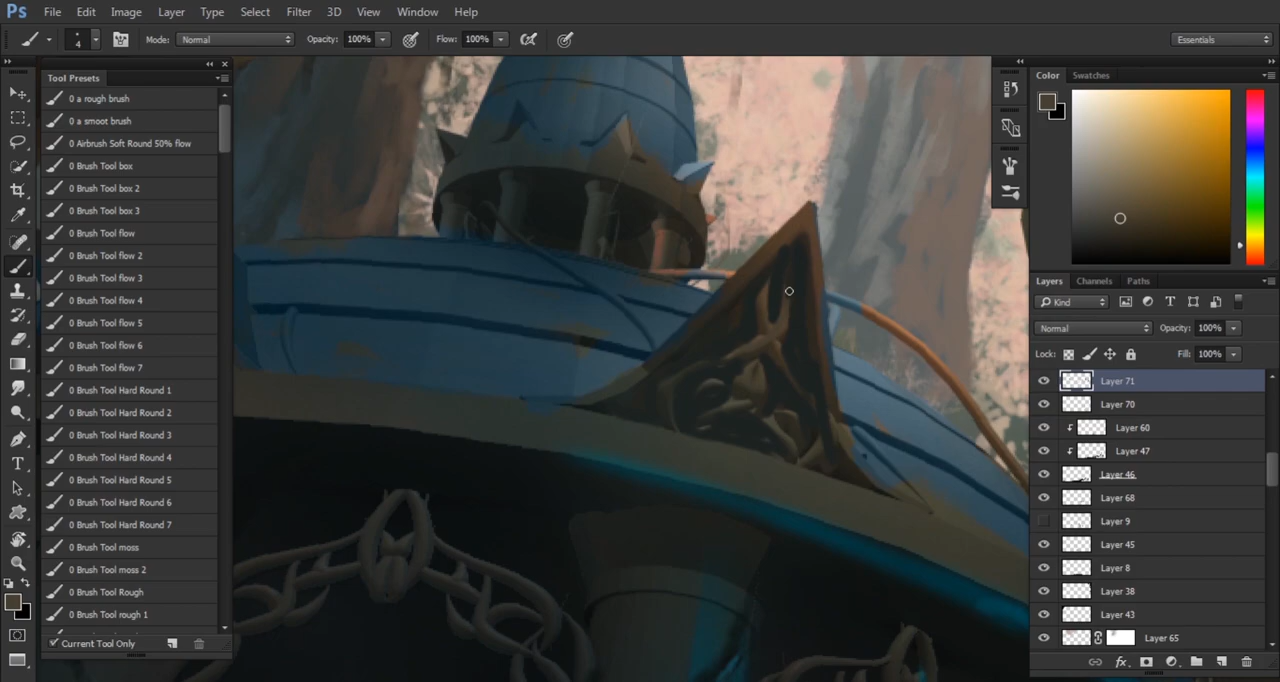 Ps File Edit Image Layer Type Select Filter 3D View Window Help
4 Mode: Normal Opacity: 100% Flow: 100% Essentials
Tool Presets
0 a rough brush
0 a smoot brush
0 Airbrush Soft Round 50% flow
0 Brush Tool box
0 Brush Tool box 2
0 Brush Tool box 3
0 Brush Tool flow
0 Brush Tool flow 2
0 Brush Tool flow 3
0 Brush Tool flow 4
0 Brush Tool flow 5
0 Brush Tool flow 6
0 Brush Tool flow 7
0 Brush Tool Hard Round 1
0 Brush Tool Hard Round 2
0 Brush Tool Hard Round 3
0 Brush Tool Hard Round 4
0 Brush Tool Hard Round 5
0 Brush Tool Hard Round 6
0 Brush Tool Hard Round 7
0 Brush Tool moss
0 Brush Tool moss 2
0 Brush Tool Rough
0 Brush Tool rough 1
Current Tool Only
Color Swatches
Layers Channels Paths
Kind
Normal Opacity: 100%
Lock: Fill: 100%
Layer 71
Layer 70
Layer 60
Layer 47
Layer 46
Layer 68
Layer 9
Layer 45
Layer 8
Layer 38
Layer 43
Layer 65
fx